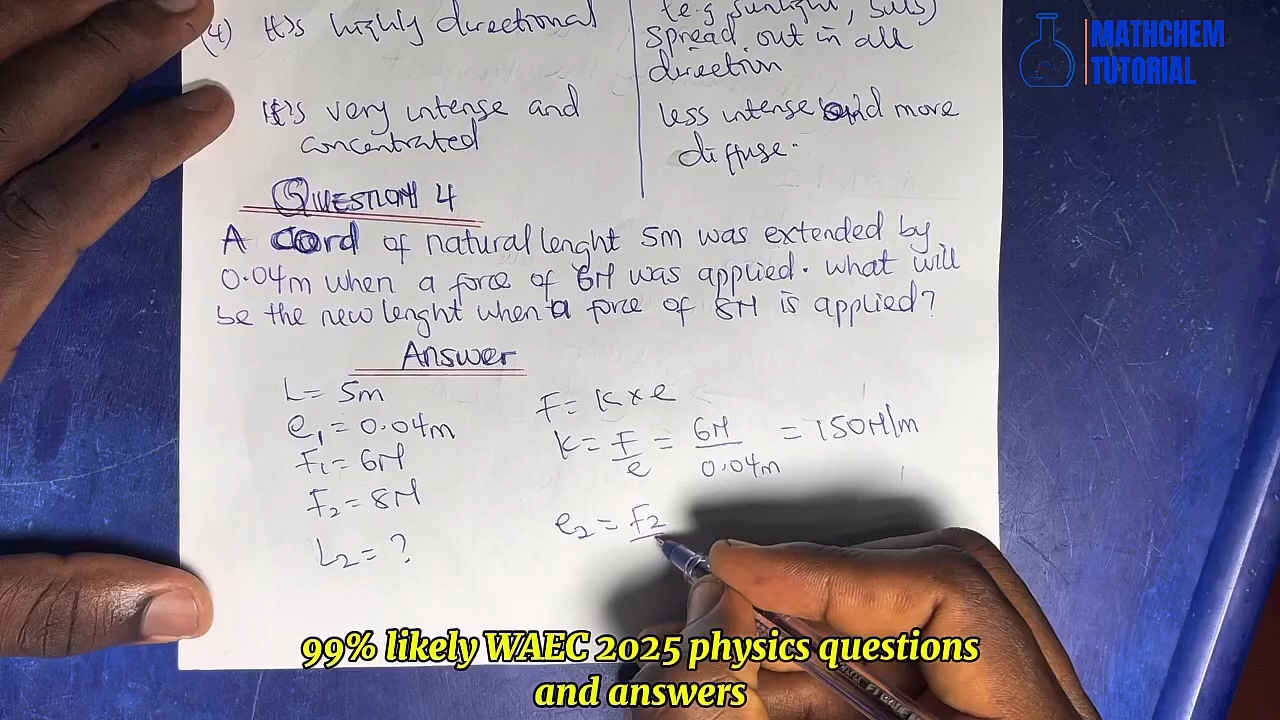 (4) It's highly directional
(e.g sunlight, bulbs)
spread out in all
direction
It's very intense and
concentrated
less intense and more
diffuse.
QUESTION 4
A Cord of natural lenght 5m was extended by
0.04m when a force of 6N was applied. what will
be the new lenght when a force of 8N is applied?
Answer
L = 5m
e₁ = 0.04m
F₁ = 6N
F₂ = 8N
L₂ = ?
F = K x e
K = F/e = 6N/0.04m = 150N/m
e₂ = F₂
MATHCHEM
TUTORIAL
99% likely WAEC 2025 physics questions
and answers